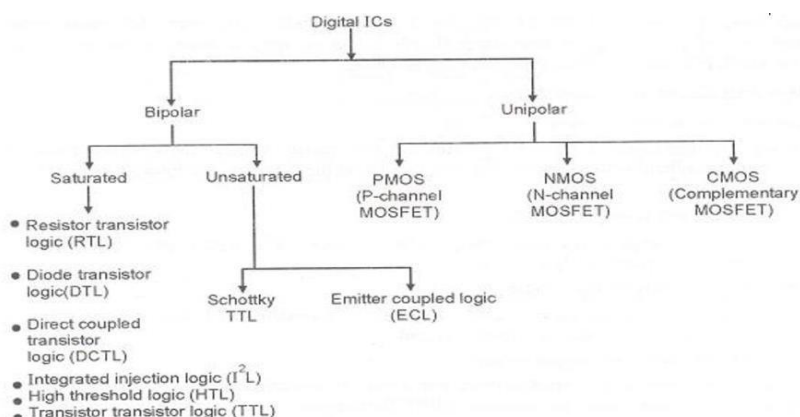 Digital ICs
Bipolar
Unipolar
Saturated
Unsaturated
PMOS
(P-channel
MOSFET)
NMOS
(N-channel
MOSFET)
CMOS
(Complementary
MOSFET)
• Resistor transistor
logic (RTL)
• Diode transistor
logic(DTL)
• Direct coupled
transistor
logic (DCTL)
• Integrated injection logic (I²L)
• High threshold logic (HTL)
• Transistor transistor logic (TTL)
Schottky
TTL
Emitter coupled logic
(ECL)